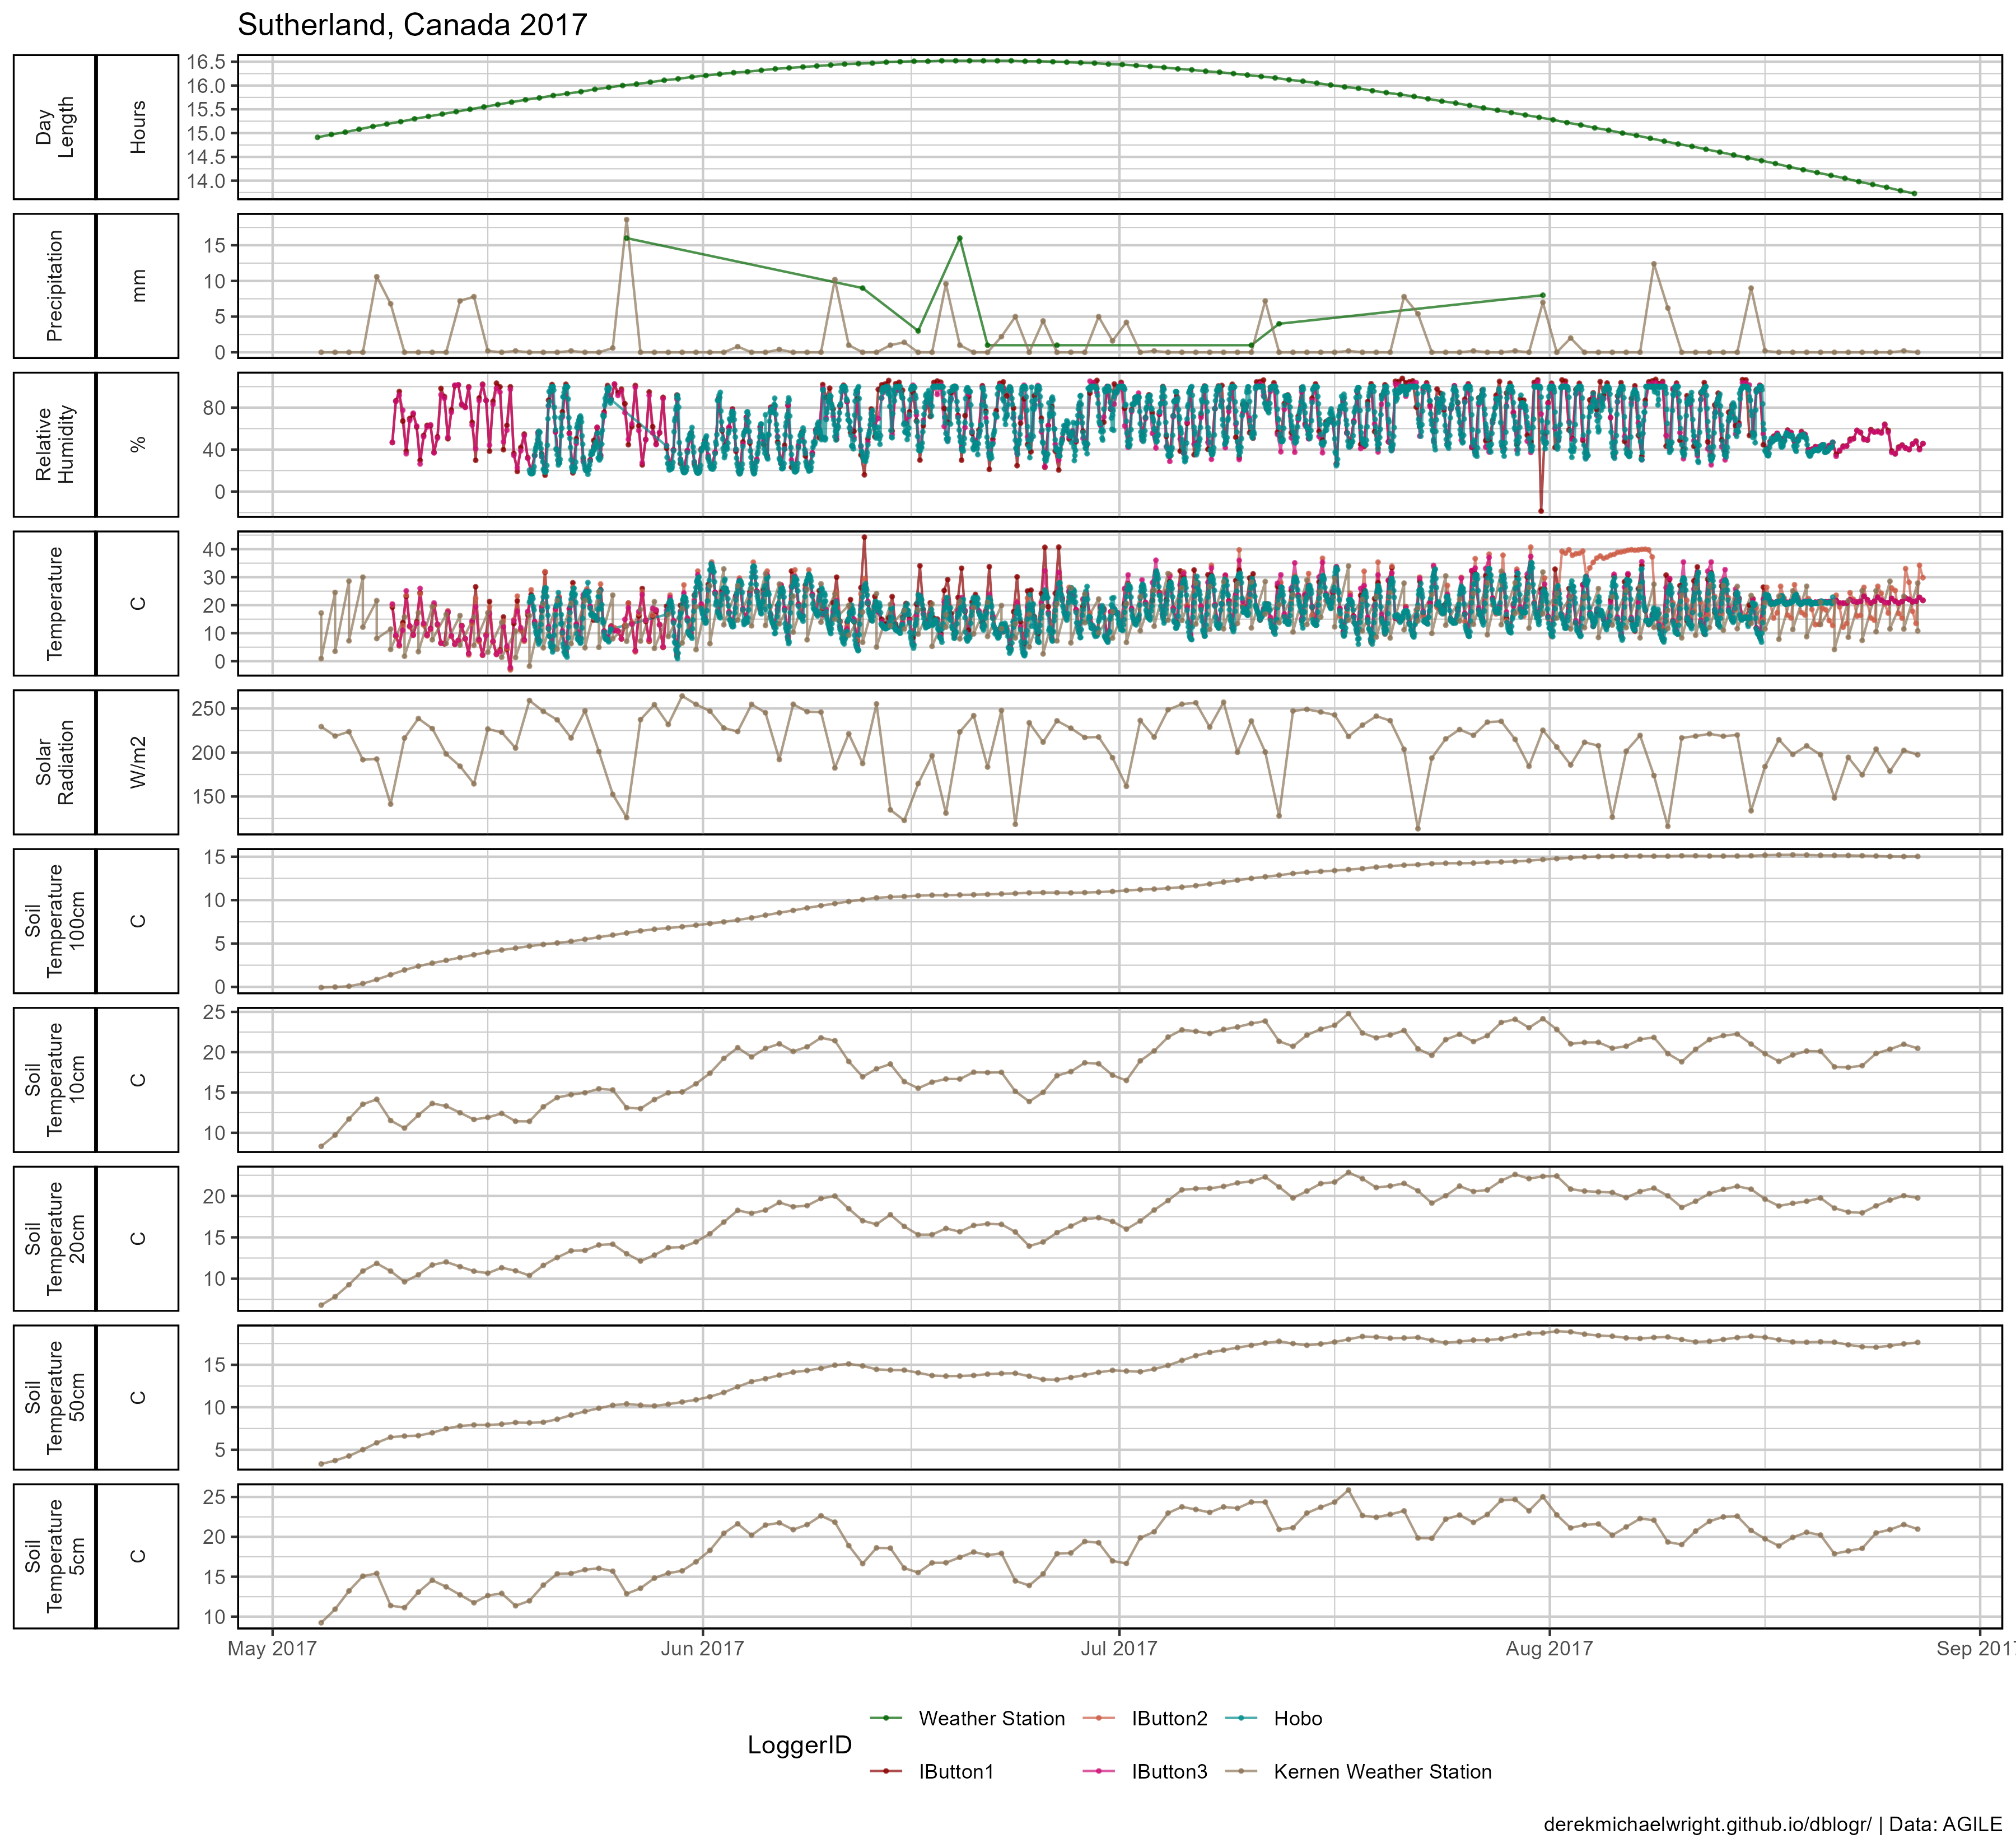 Sutherland, Canada 2017
Day
Length
Hours
16.5
16.0
15.5
15.0
14.5
14.0
Precipitation
mm
15
10
5
0
Relative
Humidity
%
80
40
0
Temperature
C
40
30
20
10
0
Solar
Radiation
W/m2
250
200
150
Soil
Temperature
100cm
C
15
10
5
0
Soil
Temperature
10cm
C
25
20
15
10
Soil
Temperature
20cm
C
20
15
10
Soil
Temperature
50cm
C
15
10
5
Soil
Temperature
5cm
C
25
20
15
10
May 2017
Jun 2017
Jul 2017
Aug 2017
Sep 2017
LoggerID
Weather Station
IButton2
Hobo
IButton1
IButton3
Kernen Weather Station
derekmichaelwright.github.io/dblogr/ | Data: AGILE